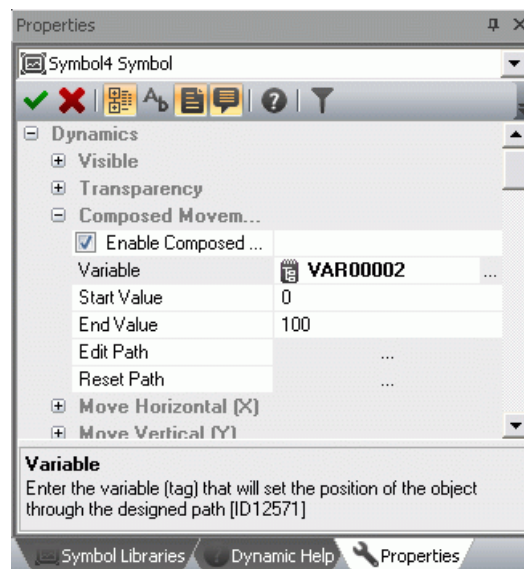 Properties
Symbol4 Symbol
Dynamics
Visible
Transparency
Composed Movem...
Enable Composed ...
Variable VAR00002 ...
Start Value 0
End Value 100
Edit Path ...
Reset Path ...
Move Horizontal (X)
Move Vertical (Y)
Variable
Enter the variable (tag) that will set the position of the object
through the designed path [ID12571]
Symbol Libraries Dynamic Help Properties